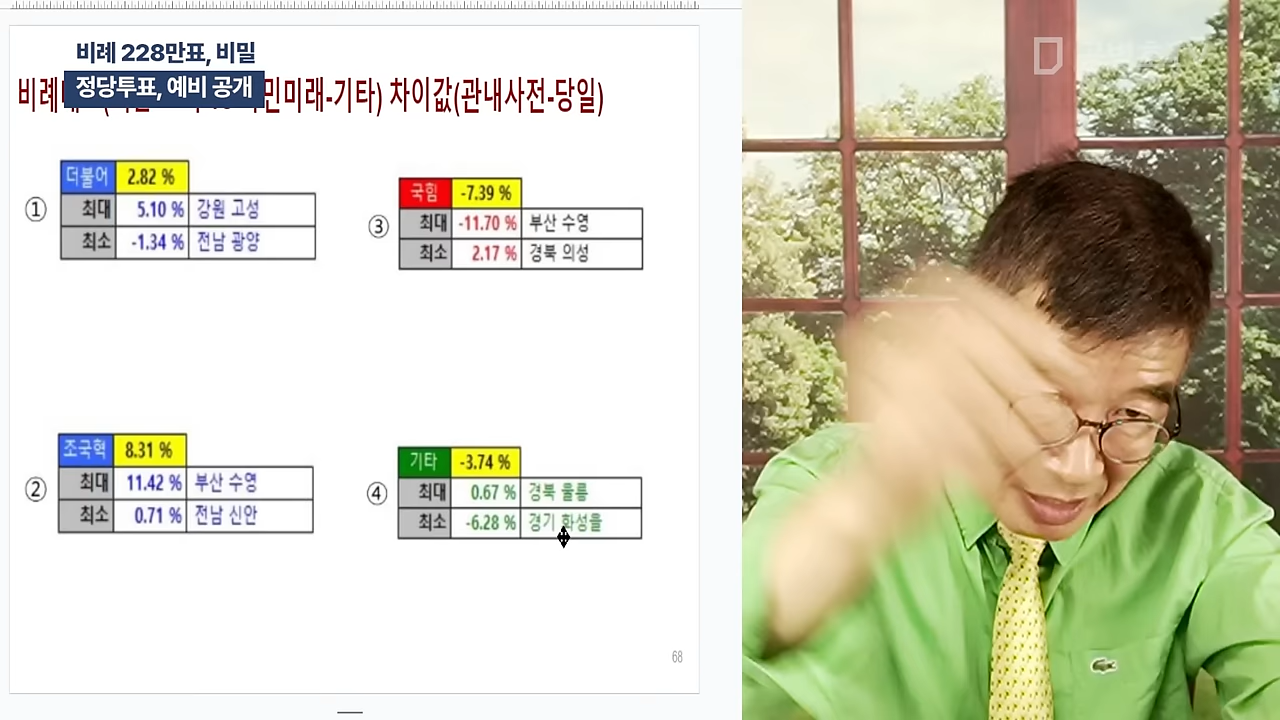 비례 228만표, 비밀
정당투표, 예비 공개
비례 민미래-기타) 차이값(관내사전-당일)
① 더불어 2.82 %
최대 5.10 % 강원 고성
최소 -1.34 % 전남 광양
③ 국힘 -7.39 %
최대 -11.70 % 부산 수영
최소 2.17 % 경북 의성
② 조국혁 8.31 %
최대 11.42 % 부산 수영
최소 0.71 % 전남 신안
④ 기타 -3.74 %
최대 0.67 % 경북 울릉
최소 -6.28 % 경기 화성을
68